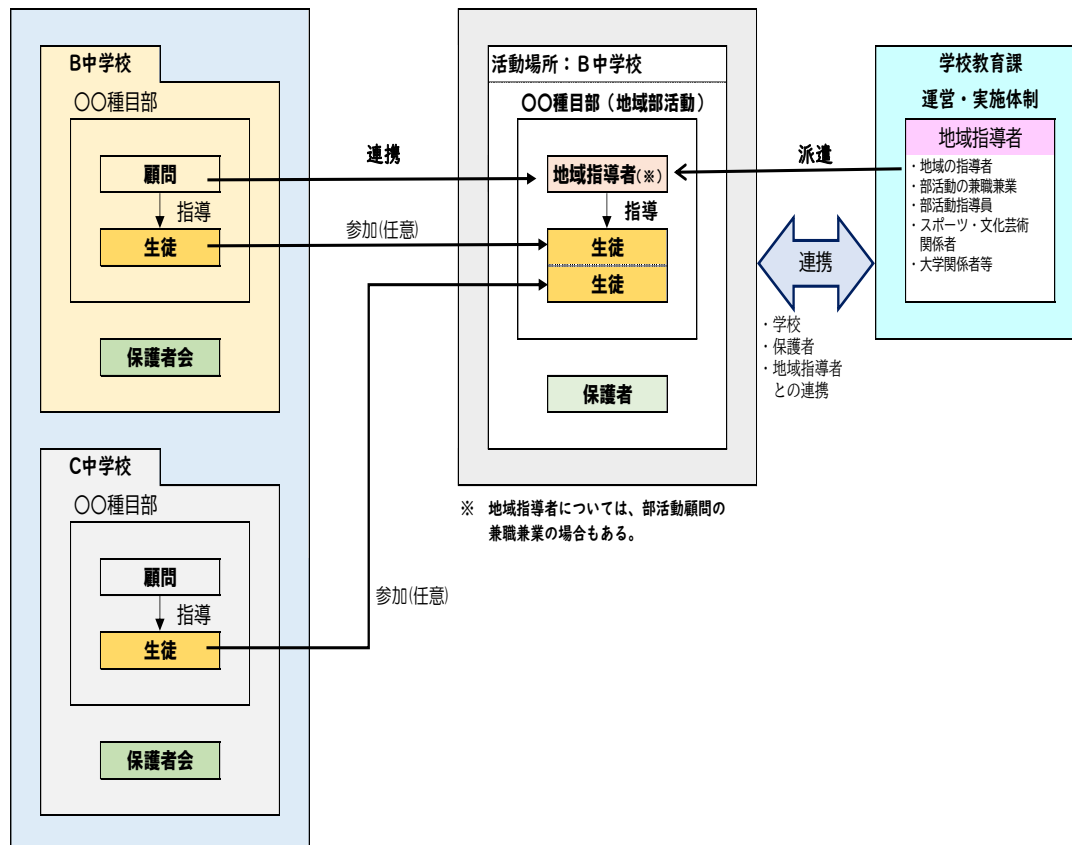 B中学校
〇〇種目部
顧問
指導
生徒
保護者会
C中学校
〇〇種目部
顧問
指導
生徒
保護者会
連携
参加(任意)
参加(任意)
活動場所：Ｂ中学校
〇〇種目部（地域部活動）
地域指導者(※)
指導
生徒
生徒
保護者
※　地域指導者については、部活動顧問の
兼職兼業の場合もある。
派遣
連携
・学校
・保護者
・地域指導者
との連携
学校教育課
運営・実施体制
地域指導者
・地域の指導者
・部活動の兼職兼業
・部活動指導員
・スポーツ・文化芸術
関係者
・大学関係者等